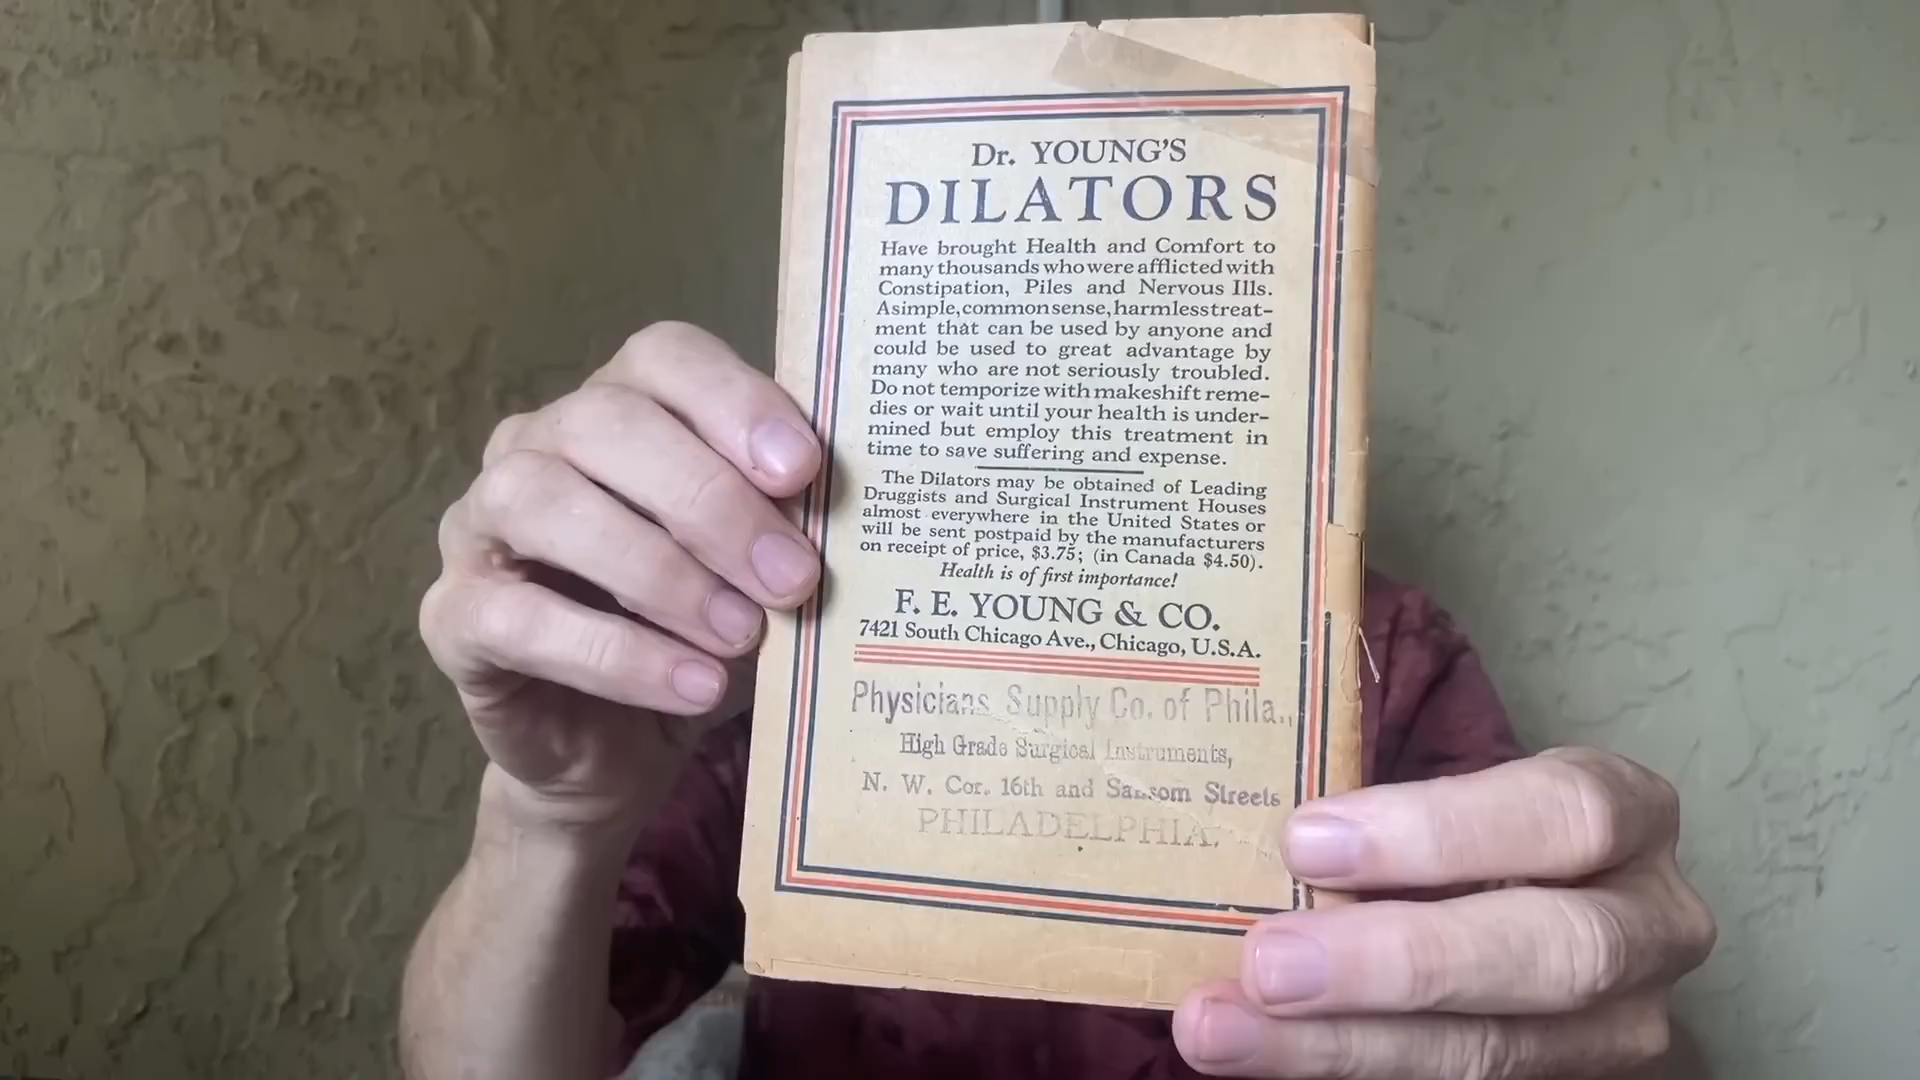 Dr. YOUNG'S
DILATORS
Have brought Health and Comfort to
many thousands who were afflicted with
Constipation, Piles and Nervous Ills.
A simple, common sense, harmless treat-
ment that can be used by anyone and
could be used to great advantage by
many who are not seriously troubled.
Do not temporize with makeshift reme-
dies or wait until your health is under-
mined but employ this treatment in
time to save suffering and expense.
The Dilators may be obtained of Leading
Druggists and Surgical Instrument Houses
almost everywhere in the United States or
will be sent postpaid by the manufacturers
on receipt of price, $3.75; (in Canada $4.50).
Health is of first importance!
F. E. YOUNG & CO.
7421 South Chicago Ave., Chicago, U.S.A.
Physicians Supply Co. of Phila.,
High Grade Surgical Instruments,
N. W. Cor. 16th and Sansom Streets
PHILADELPHIA.